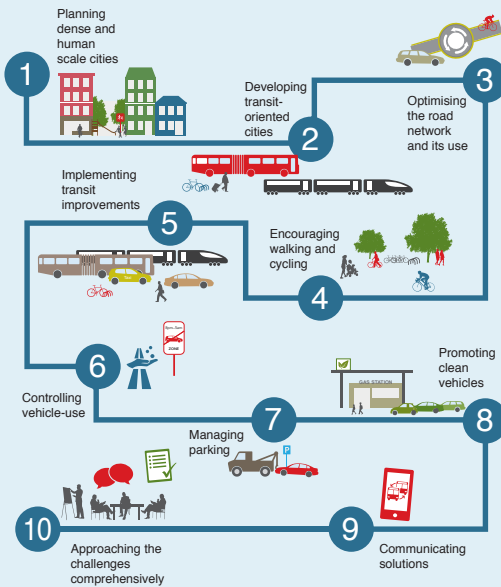 1
Planning
dense and
human
scale cities
2
Developing
transit-
oriented
cities
3
Optimising
the road
network
and its use
4
Encouraging
walking and
cycling
5
Implementing
transit
improvements
6
Controlling
vehicle-use
ZONE
7
Managing
parking
P
8
Promoting
clean
vehicles
GAS STATION
9
Communicating
solutions
10
Approaching the
challenges
comprehensively